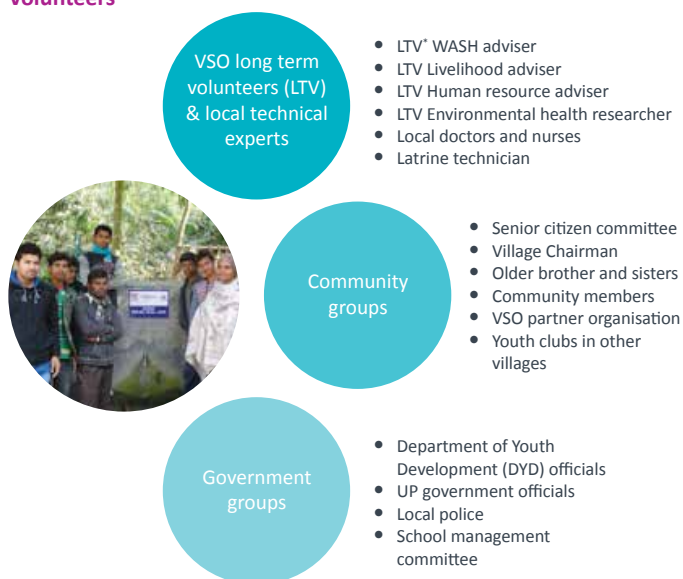 Volunteers
VSO long term
volunteers (LTV)
& local technical
experts
• LTV* WASH adviser
• LTV Livelihood adviser
• LTV Human resource adviser
• LTV Environmental health researcher
• Local doctors and nurses
• Latrine technician
Community
groups
• Senior citizen committee
• Village Chairman
• Older brother and sisters
• Community members
• VSO partner organisation
• Youth clubs in other
villages
Government
groups
• Department of Youth
Development (DYD) officials
• UP government officials
• Local police
• School management
committee